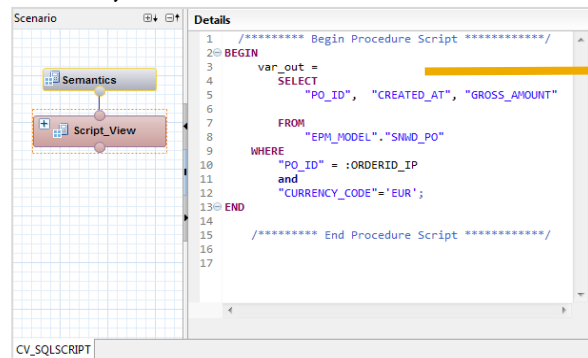 Scenario
Details
Semantics
Script_View
1 /********* Begin Procedure Script ************/
2 BEGIN
3 var_out =
4 SELECT
5 "PO_ID", "CREATED_AT", "GROSS_AMOUNT"
6
7 FROM
8 "EPM_MODEL"."SNWD_PO"
9 WHERE
10 "PO_ID" = :ORDERID_IP
11 and
12 "CURRENCY_CODE"='EUR';
13 END
14
15 /********* End Procedure Script ************/
16
17
CV_SQLSCRIPT